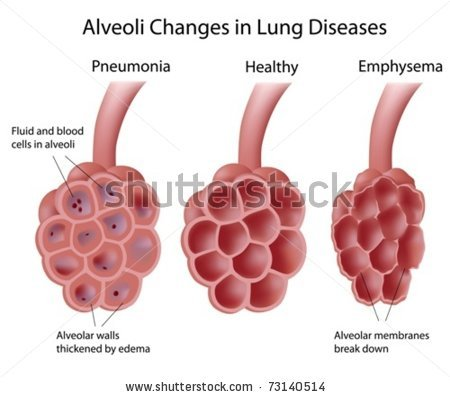 Alveoli Changes in Lung Diseases
Pneumonia
Healthy
Emphysema
Fluid and blood
cells in alveoli
shutterstock
Alveolar walls
thickened by edema
Alveolar membranes
break down
www.shutterstock.com · 73140514